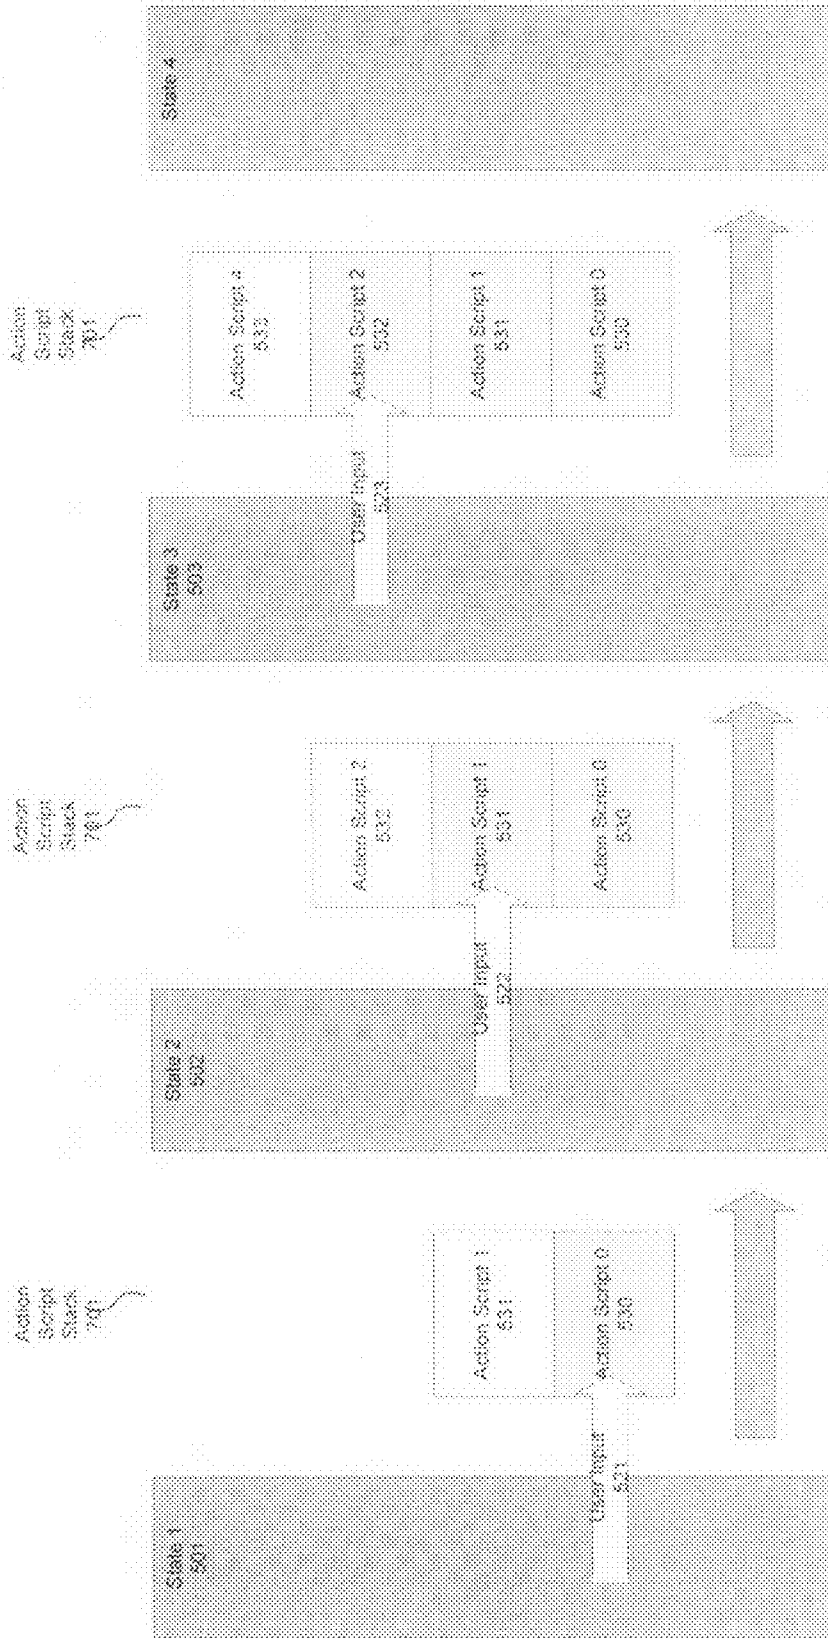 Action
Script
Stack
701
Action
Script
Stack
701
Action
Script
Stack
701
State 1
501
User Input
521
Action Script 1
531
Action Script 0
530
State 2
502
User Input
522
Action Script 2
532
Action Script 1
531
Action Script 0
530
State 3
503
User Input
523
Action Script 4
533
Action Script 2
532
Action Script 1
531
Action Script 0
530
State 4